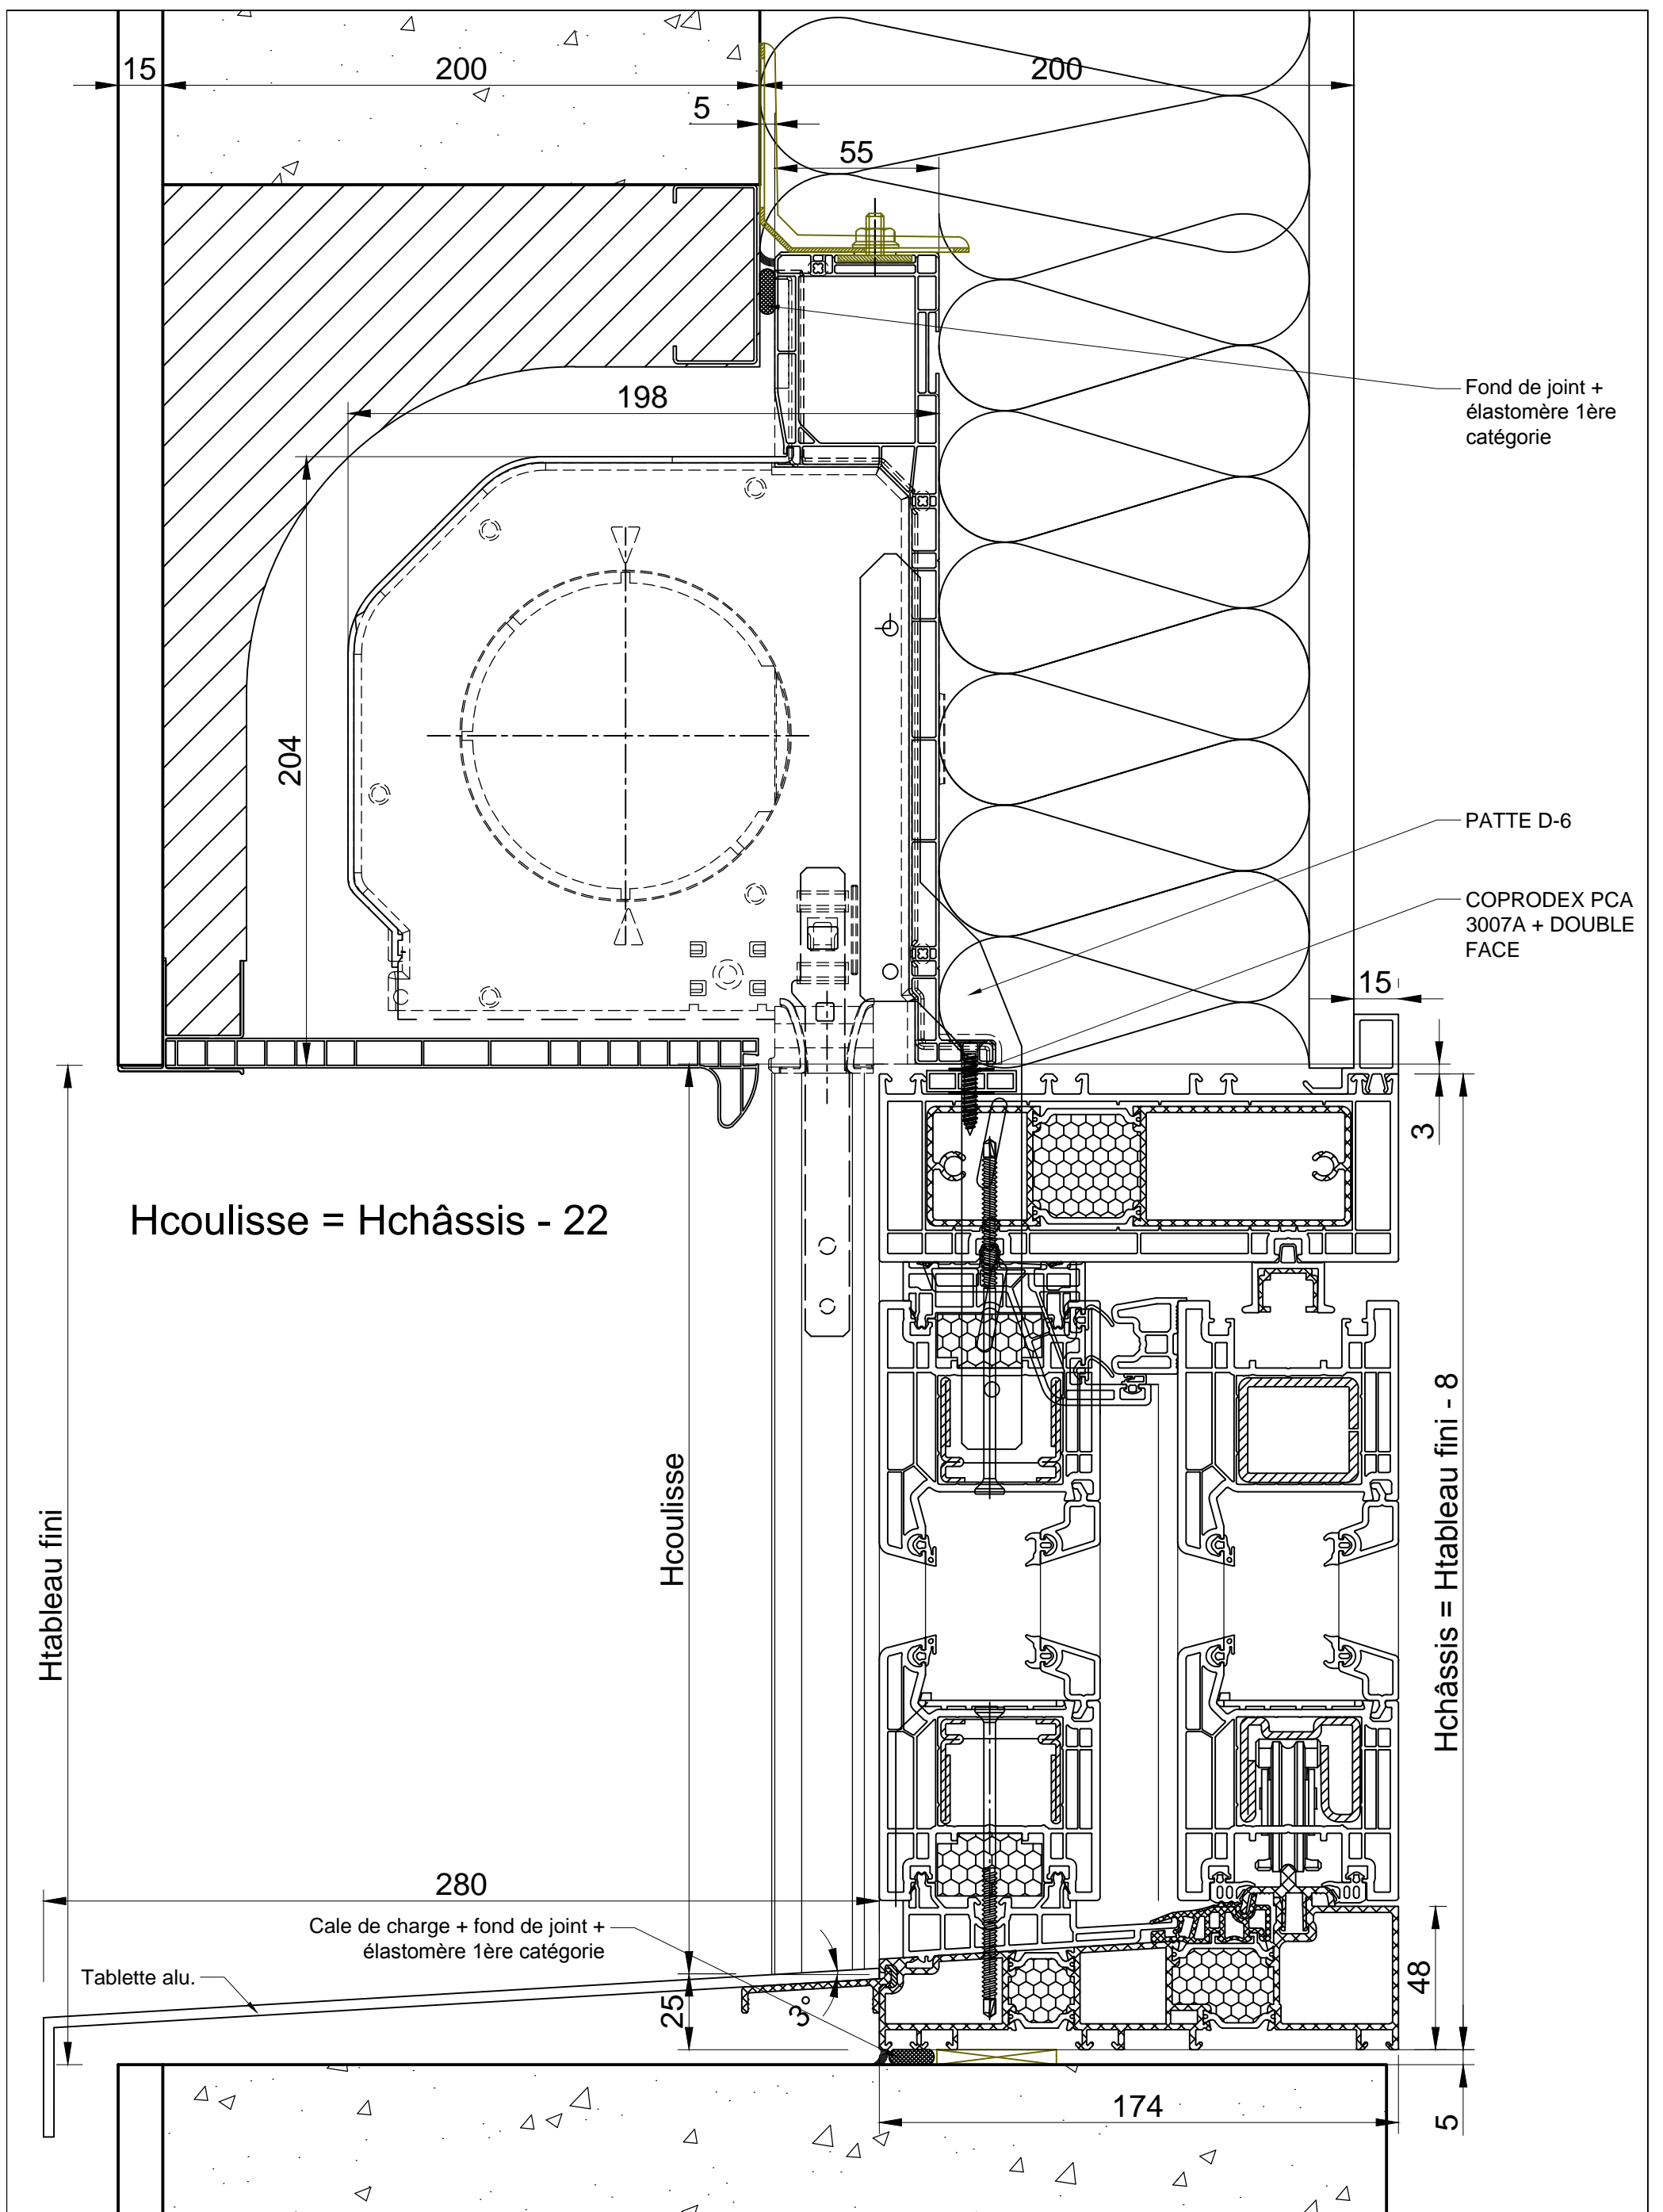 15
200
200
5
55
198
Fond de joint +
élastomère 1ère
catégorie
204
PATTE D-6
COPRODEX PCA
3007A + DOUBLE
FACE
15
3
Hcoulisse = Hchâssis - 22
Htableau fini
Hcoulisse
Hchâssis = Htableau fini - 8
280
Cale de charge + fond de joint +
élastomère 1ère catégorie
Tablette alu.
25
3°
48
174
5